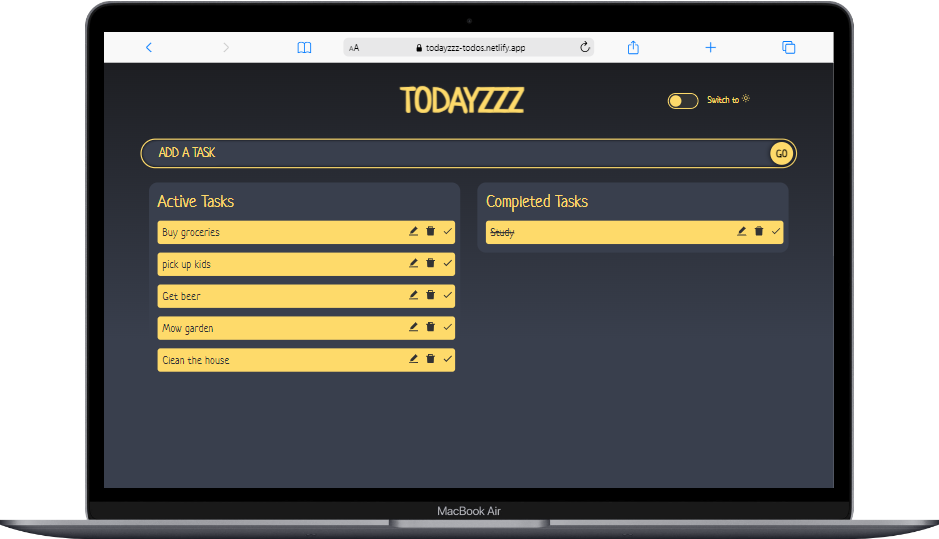 AA
todayzzz-todos.netlify.app
TODAYZZZ
Switch to
ADD A TASK
GO
Active Tasks
Buy groceries
pick up kids
Get beer
Mow garden
Clean the house
Completed Tasks
Study
MacBook Air